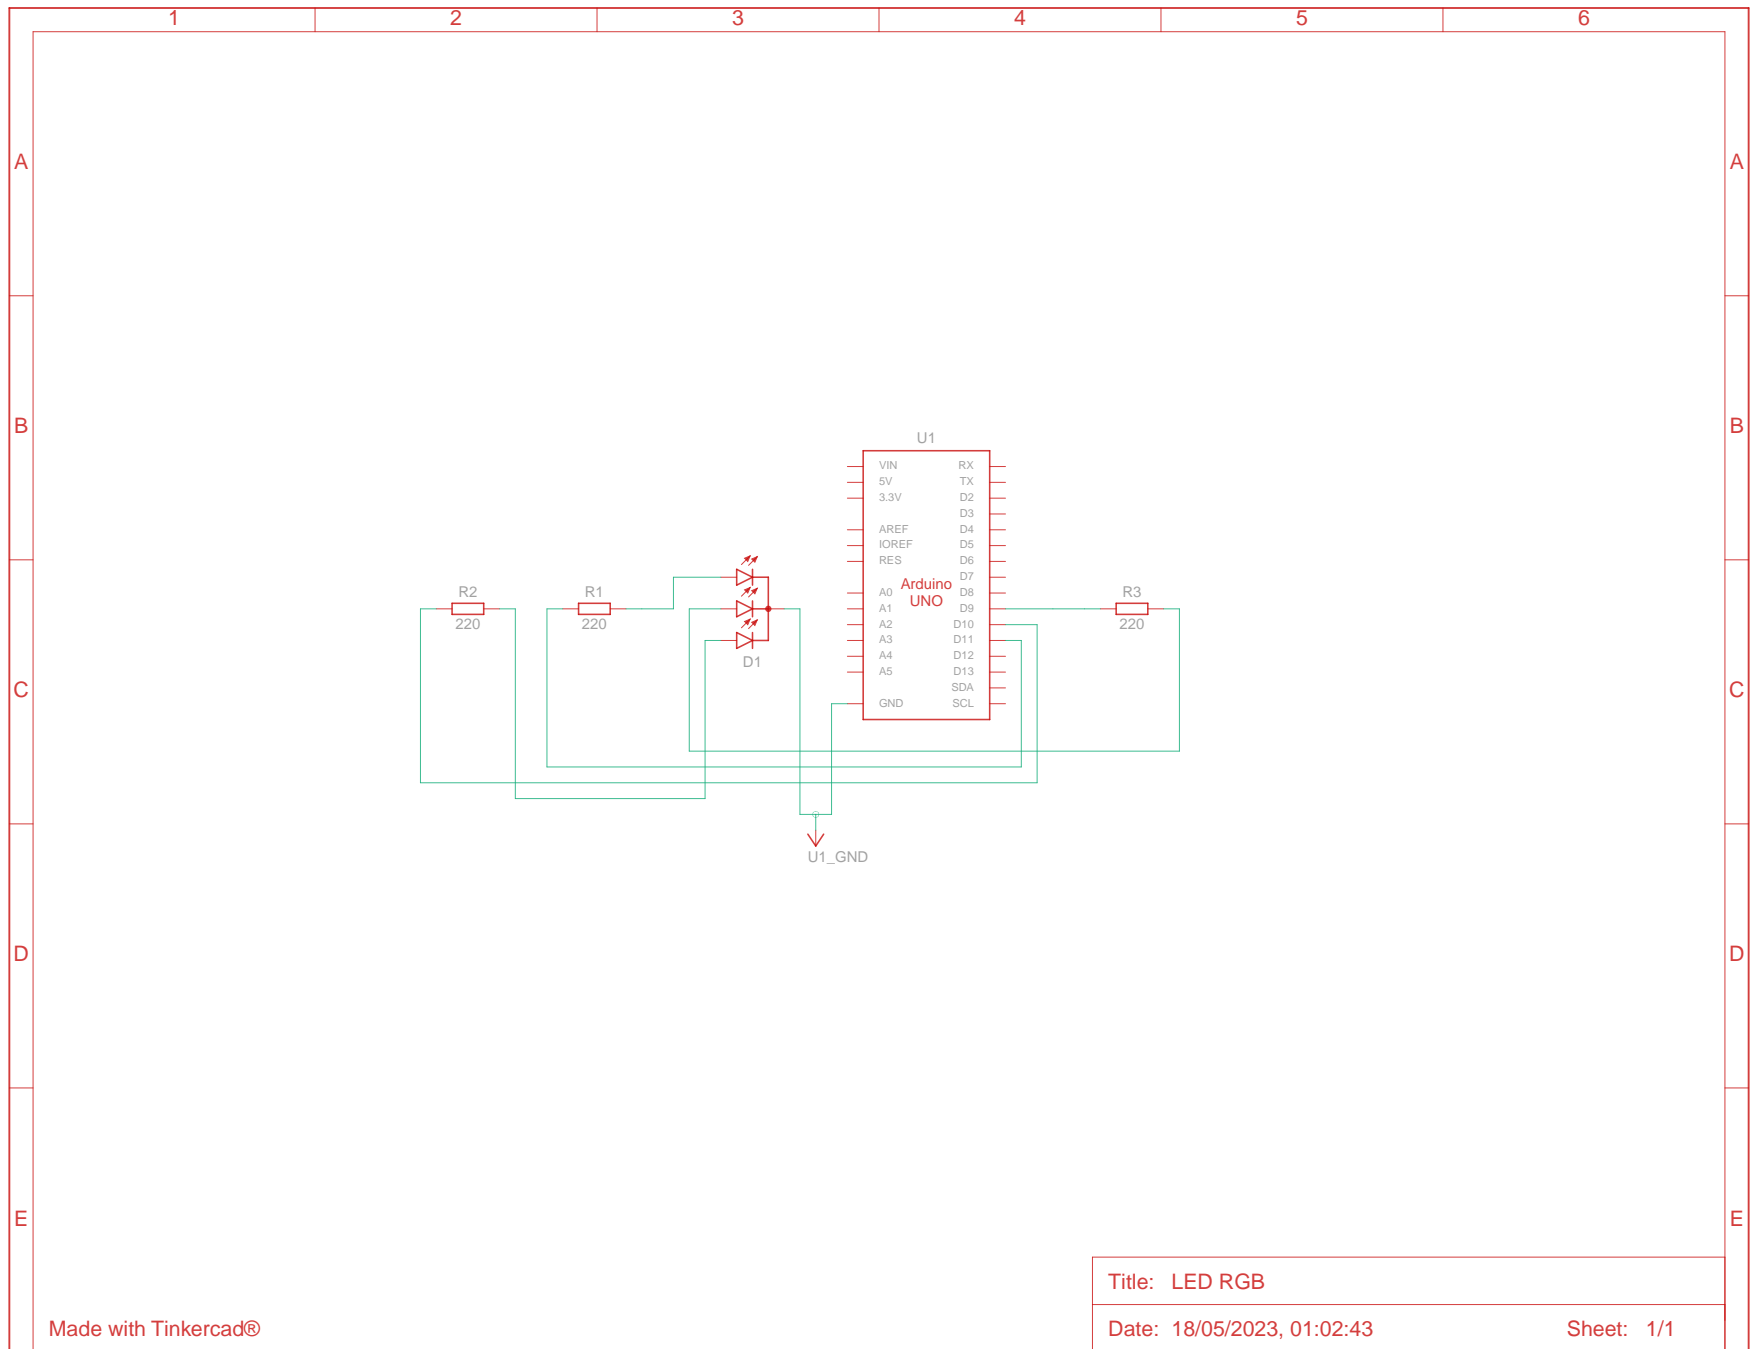 1 2 3 4 5 6
A A
B B
U1
VIN RX
5V TX
3.3V D2
D3
AREF D4
IOREF D5
RES D6
D7
Arduino
UNO
A0 D8
A1 D9
A2 D10
A3 D11
A4 D12
A5 D13
SDA
GND SCL
R2
220
R1
220
D1
R3
220
C C
U1_GND
D D
E E
Title: LED RGB
Made with Tinkercad®
Date: 18/05/2023, 01:02:43 Sheet: 1/1